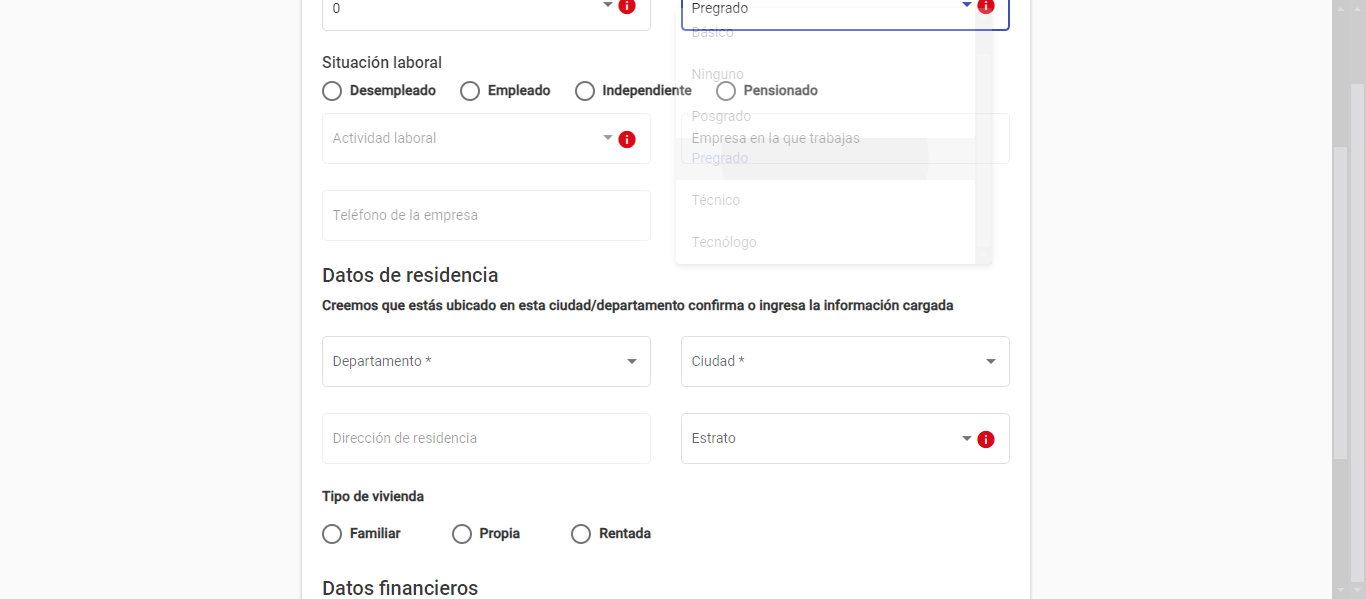 0
Pregrado
Básico
Situación laboral
Ninguno
Desempleado Empleado Independiente Pensionado
Posgrado
Actividad laboral
Empresa en la que trabajas
Pregrado
Técnico
Teléfono de la empresa
Tecnólogo
Datos de residencia
Creemos que estás ubicado en esta ciudad/departamento confirma o ingresa la información cargada
Departamento * Ciudad *
Dirección de residencia Estrato
Tipo de vivienda
Familiar Propia Rentada
Datos financieros